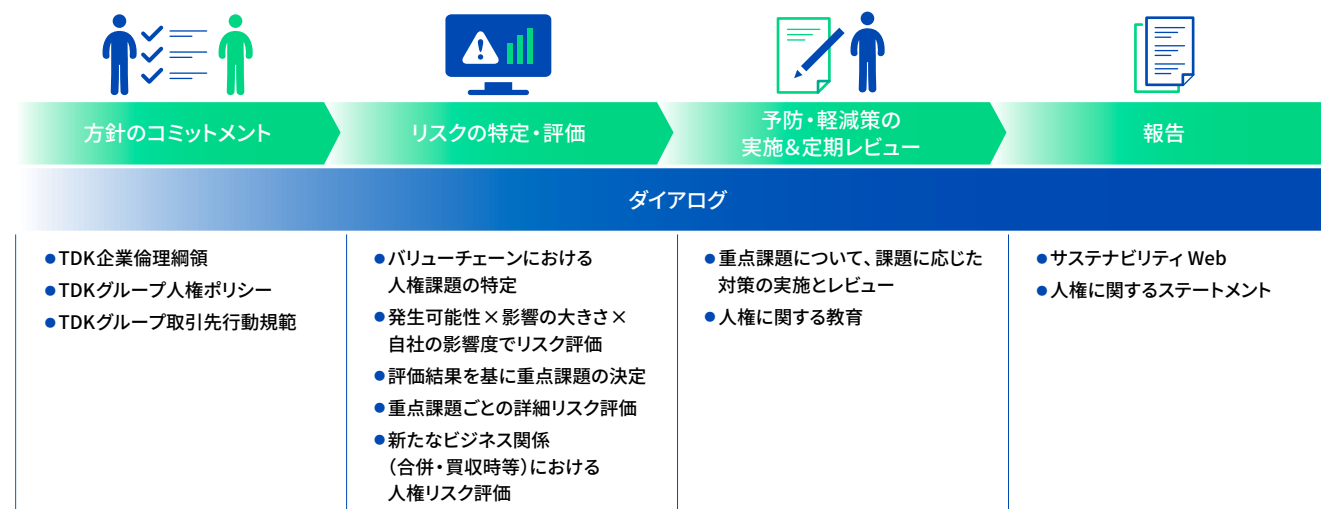 方針のコミットメント
リスクの特定・評価
予防・軽減策の
実施&定期レビュー
報告
ダイアログ
●TDK企業倫理綱領
●TDKグループ人権ポリシー
●TDKグループ取引先行動規範
●バリューチェーンにおける
人権課題の特定
●発生可能性×影響の大きさ×
自社の影響度でリスク評価
●評価結果を基に重点課題の決定
●重点課題ごとの詳細リスク評価
●新たなビジネス関係
（合併・買収時等）における
人権リスク評価
●重点課題について、課題に応じた
対策の実施とレビュー
●人権に関する教育
●サステナビリティ Web
●人権に関するステートメント